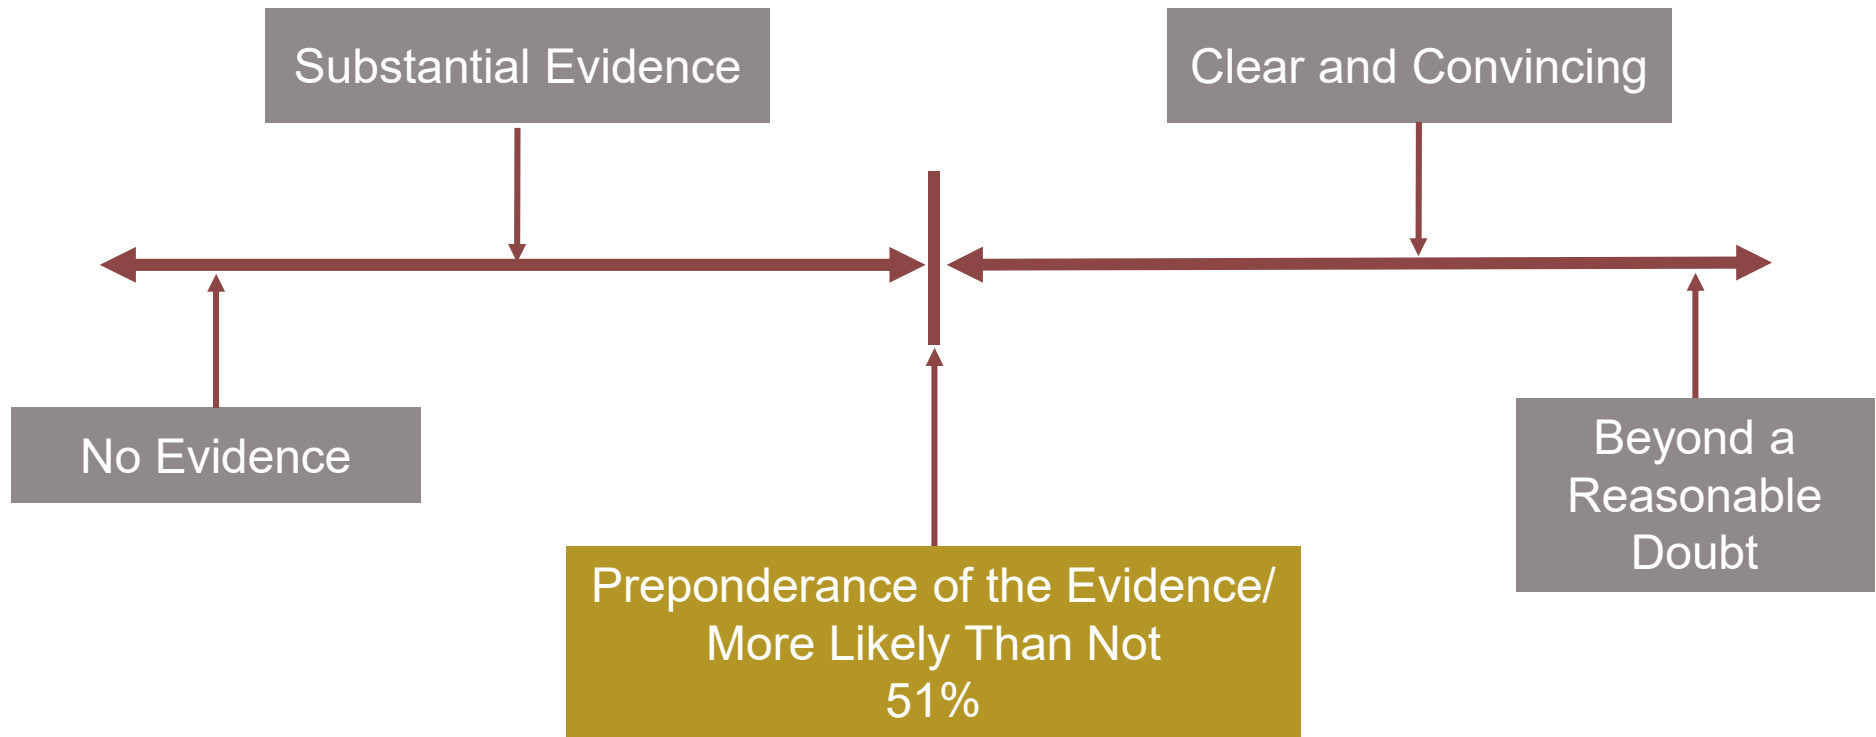 Substantial Evidence
Clear and Convincing
No Evidence
Beyond a
Reasonable
Doubt
Preponderance of the Evidence/
More Likely Than Not
51%